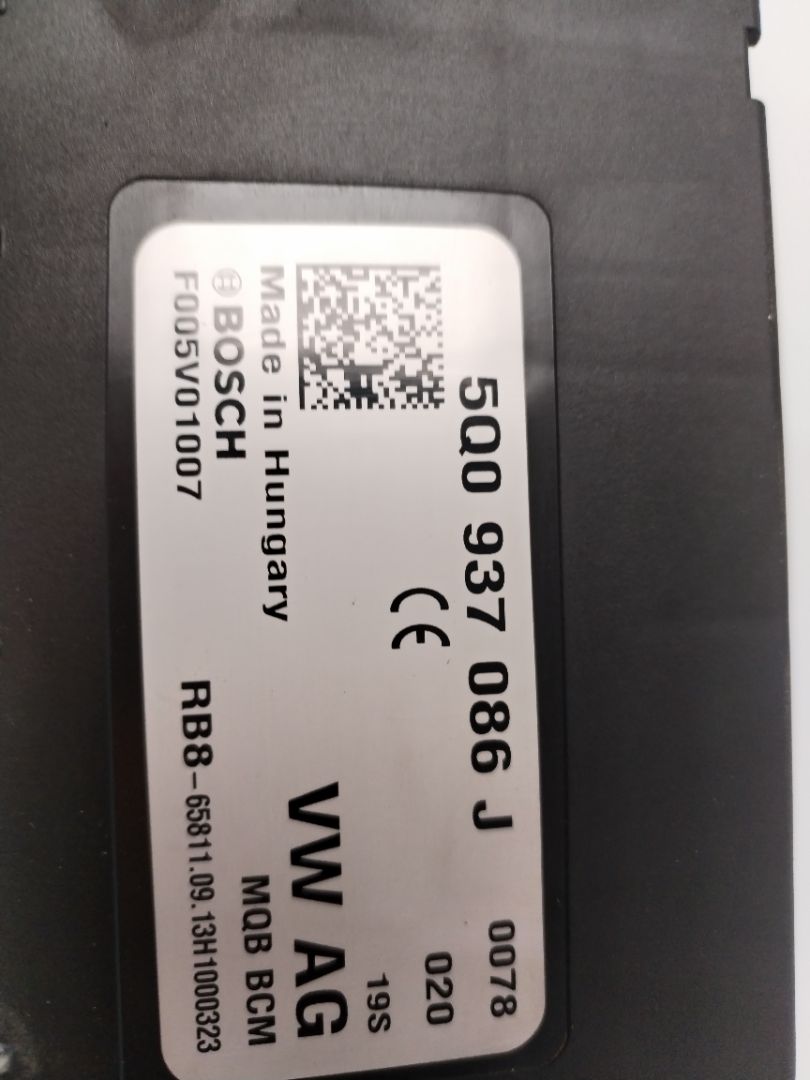 5Q0 937 086 J 0078
CE 020
19S
VW AG
Made in Hungary
MQB BCM
BOSCH
F005V01007 RB8-65811.09.13H1000323